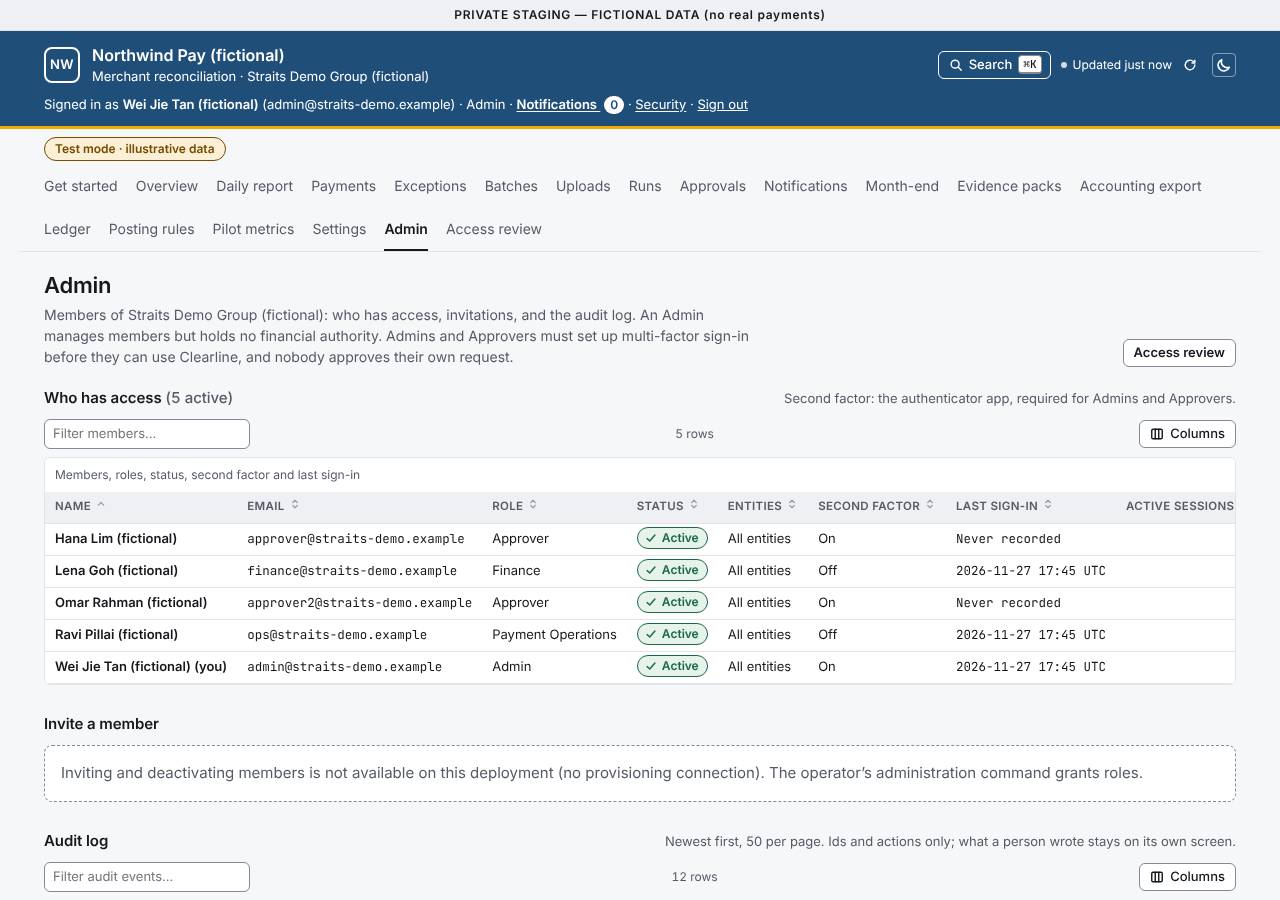 PRIVATE STAGING — FICTIONAL DATA (no real payments)
NW
Northwind Pay (fictional)
Merchant reconciliation · Straits Demo Group (fictional)
Search ⌘K
Updated just now
Signed in as Wei Jie Tan (fictional) (admin@straits-demo.example) · Admin · Notifications 0 · Security · Sign out
Test mode · illustrative data
Get started Overview Daily report Payments Exceptions Batches Uploads Runs Approvals Notifications Month-end Evidence packs Accounting export
Ledger Posting rules Pilot metrics Settings Admin Access review
Admin
Members of Straits Demo Group (fictional): who has access, invitations, and the audit log. An Admin
manages members but holds no financial authority. Admins and Approvers must set up multi-factor sign-in
before they can use Clearline, and nobody approves their own request.
Access review
Who has access (5 active)
Second factor: the authenticator app, required for Admins and Approvers.
Filter members...
5 rows
Columns
Members, roles, status, second factor and last sign-in
NAME EMAIL ROLE STATUS ENTITIES SECOND FACTOR LAST SIGN-IN ACTIVE SESSIONS
Hana Lim (fictional) approver@straits-demo.example Approver Active All entities On Never recorded
Lena Goh (fictional) finance@straits-demo.example Finance Active All entities Off 2026-11-27 17:45 UTC
Omar Rahman (fictional) approver2@straits-demo.example Approver Active All entities On Never recorded
Ravi Pillai (fictional) ops@straits-demo.example Payment Operations Active All entities Off 2026-11-27 17:45 UTC
Wei Jie Tan (fictional) (you) admin@straits-demo.example Admin Active All entities On 2026-11-27 17:45 UTC
Invite a member
Inviting and deactivating members is not available on this deployment (no provisioning connection). The operator’s administration command grants roles.
Audit log
Newest first, 50 per page. Ids and actions only; what a person wrote stays on its own screen.
Filter audit events...
12 rows
Columns